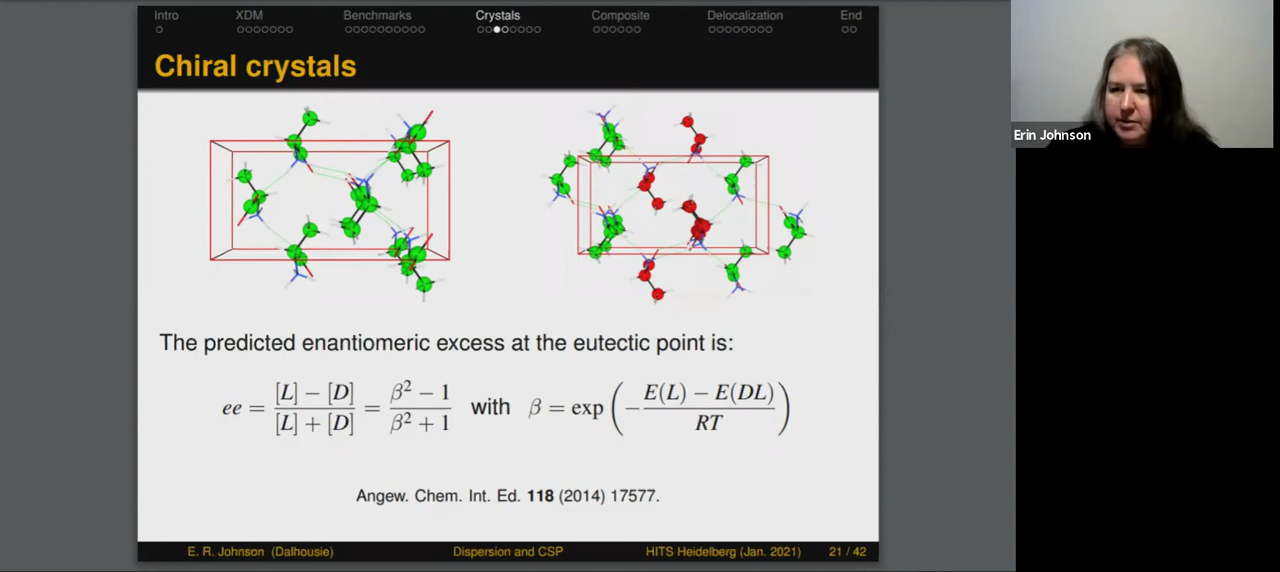 Intro XDM Benchmarks Crystals Composite Delocalization End
Chiral crystals
Erin Johnson
The predicted enantiomeric excess at the eutectic point is:
ee = [L] − [D] / [L] + [D] = β² − 1 / β² + 1 with β = exp (− E(L) − E(DL) / RT)
Angew. Chem. Int. Ed. 118 (2014) 17577.
E. R. Johnson (Dalhousie) Dispersion and CSP HITS Heidelberg (Jan. 2021) 21 / 42